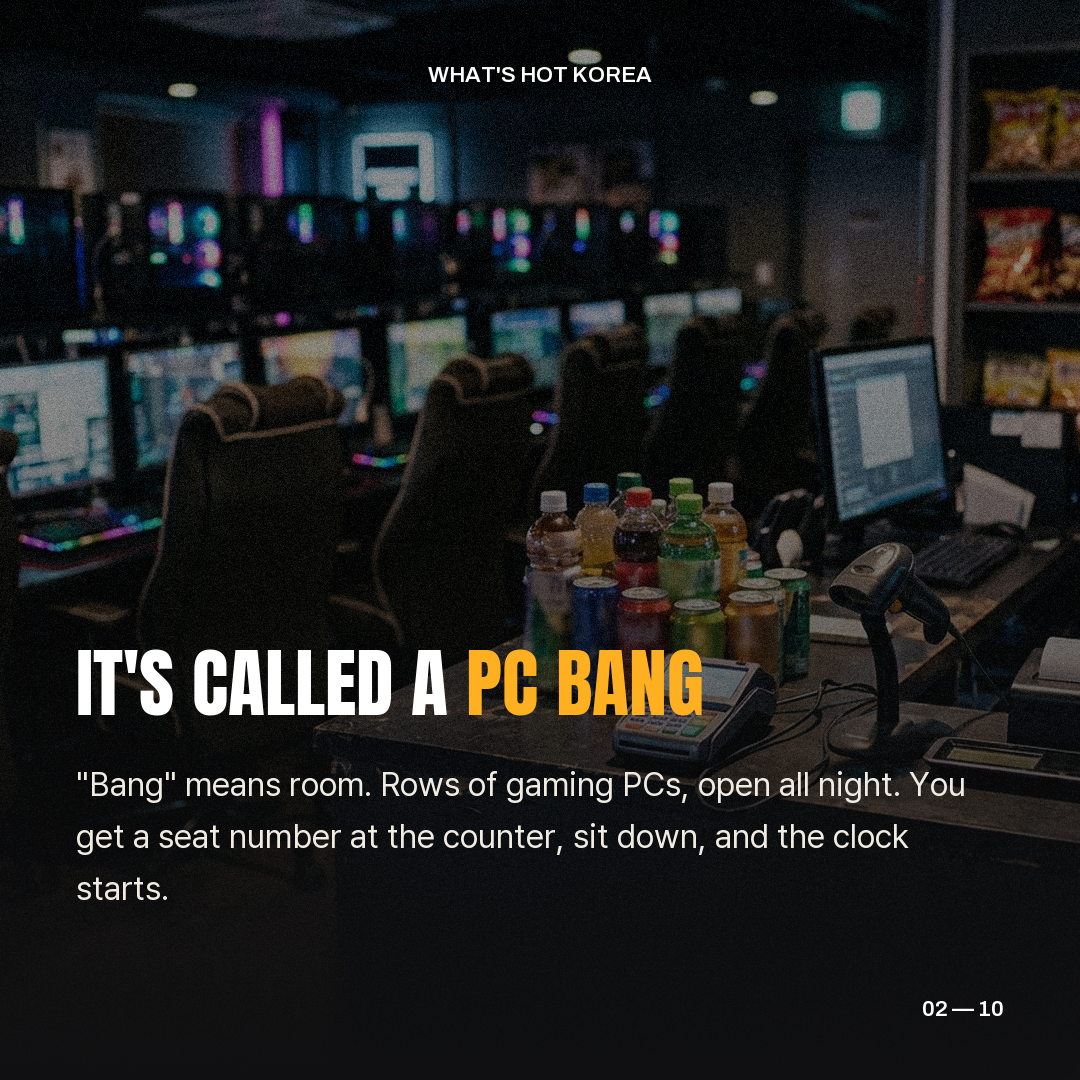 WHAT'S HOT KOREA
IT'S CALLED A PC BANG
"Bang" means room. Rows of gaming PCs, open all night. You
get a seat number at the counter, sit down, and the clock
starts.
02 — 10